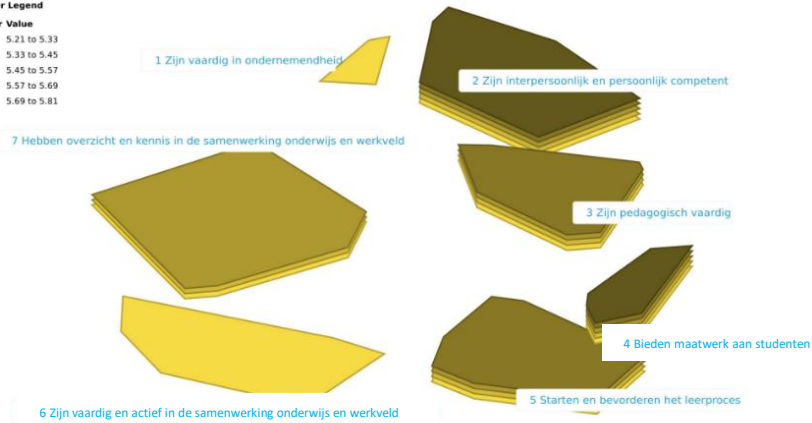 r Legend
r Value
5.21 to 5.33
5.33 to 5.45
5.45 to 5.57
5.57 to 5.69
5.69 to 5.81
1 Zijn vaardig in ondernemendheid
2 Zijn interpersoonlijk en persoonlijk competent
7 Hebben overzicht en kennis in de samenwerking onderwijs en werkveld
3 Zijn pedagogisch vaardig
4 Bieden maatwerk aan studenten
5 Starten en bevorderen het leerproces
6 Zijn vaardig en actief in de samenwerking onderwijs en werkveld